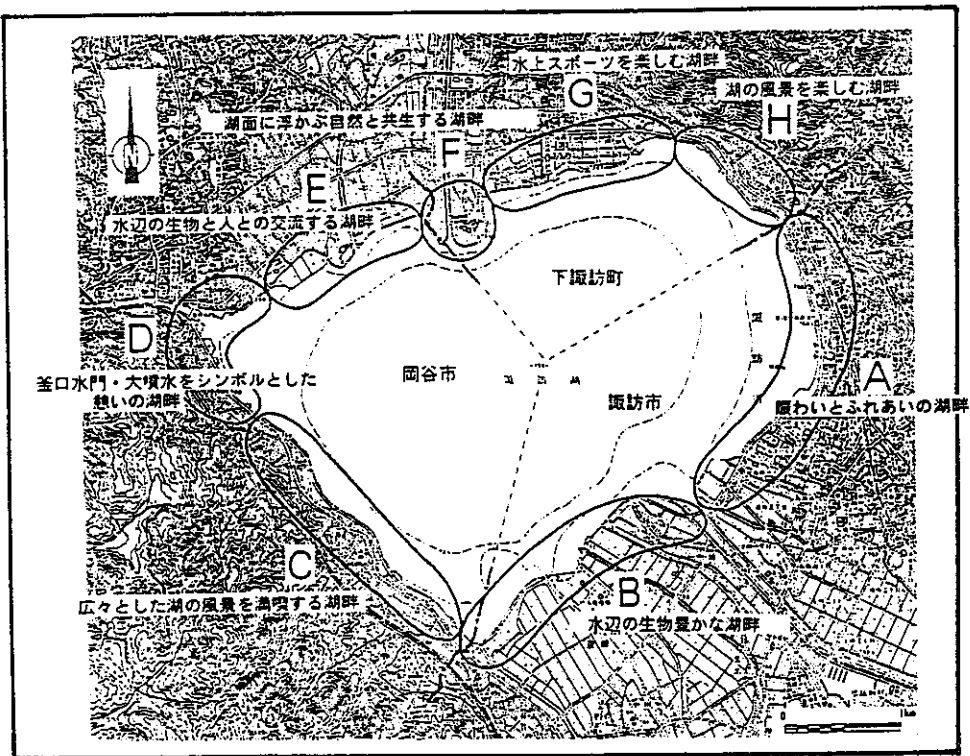 水上スポーツを楽しむ湖畔
G
湖の風景を楽しむ湖畔
H
湖面に浮かぶ自然と共生する湖畔
F
E
水辺の生物と人との交流する湖畔
下諏訪町
D
岡谷市
諏訪市
釜口水門・大噴水をシンボルとした
憩いの湖畔
A
賑わいとふれあいの湖畔
C
広々とした湖の風景を満喫する湖畔
B
水辺の生物豊かな湖畔
0
1km